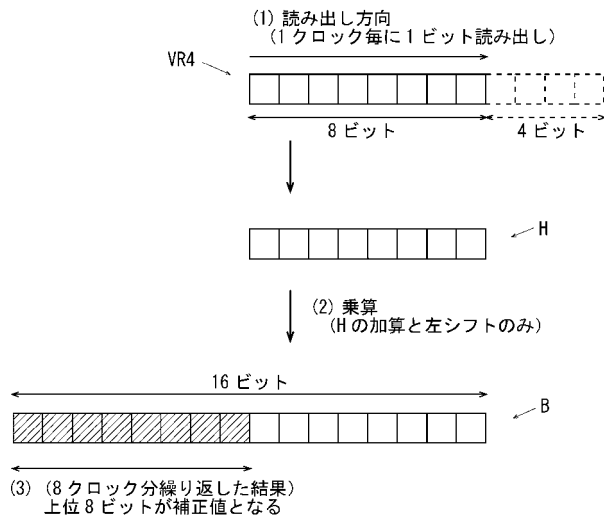 (1) 読み出し方向
(1クロック毎に1ビット読み出し)
VR4
8 ビット
4 ビット
H
(2) 乗算
(Hの加算と左シフトのみ)
16 ビット
B
(3) (8クロック分繰り返した結果)
上位8ビットが補正値となる